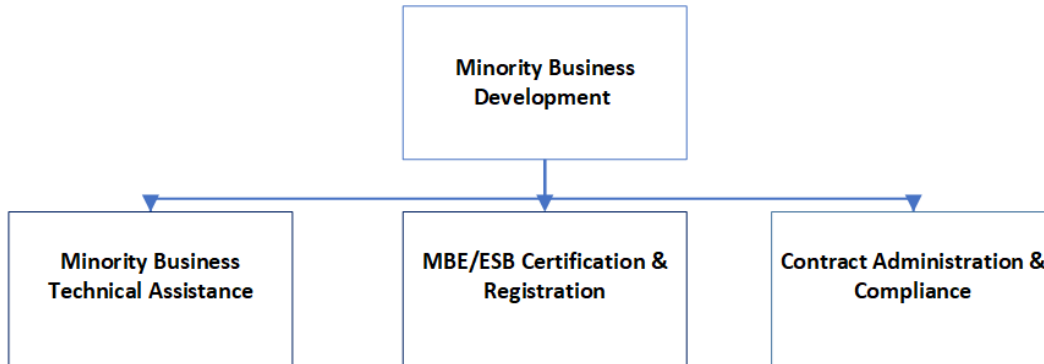 Minority Business
Development
Minority Business
Technical Assistance
MBE/ESB Certification &
Registration
Contract Administration &
Compliance